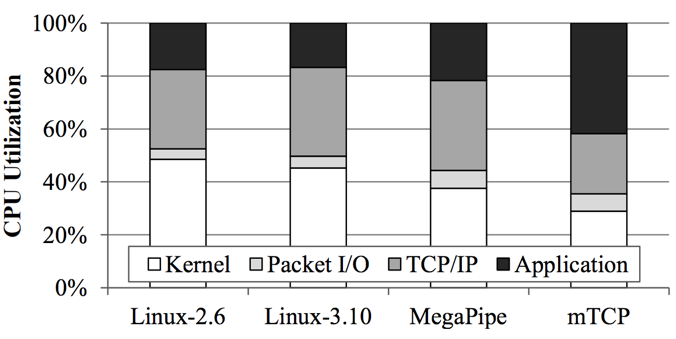 100%
80%
60%
40%
20%
0%
CPU Utilization
Kernel Packet I/O TCP/IP Application
Linux-2.6 Linux-3.10 MegaPipe mTCP